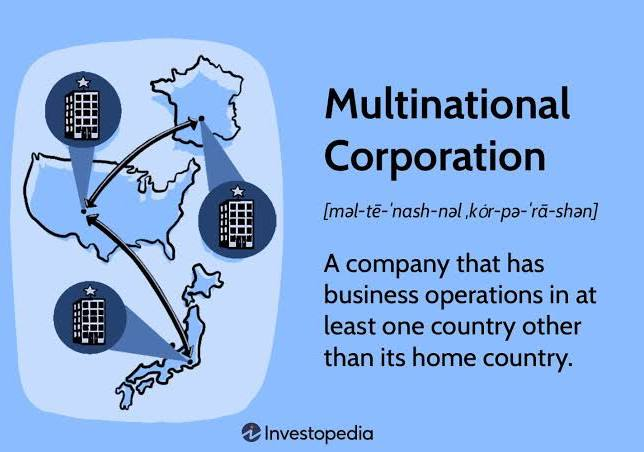 Multinational
Corporation
[məl-tē-ˈnash-nəl ˌkȯr-pə-ˈrā-shən]
A company that has
business operations in at
least one country other
than its home country.
Investopedia